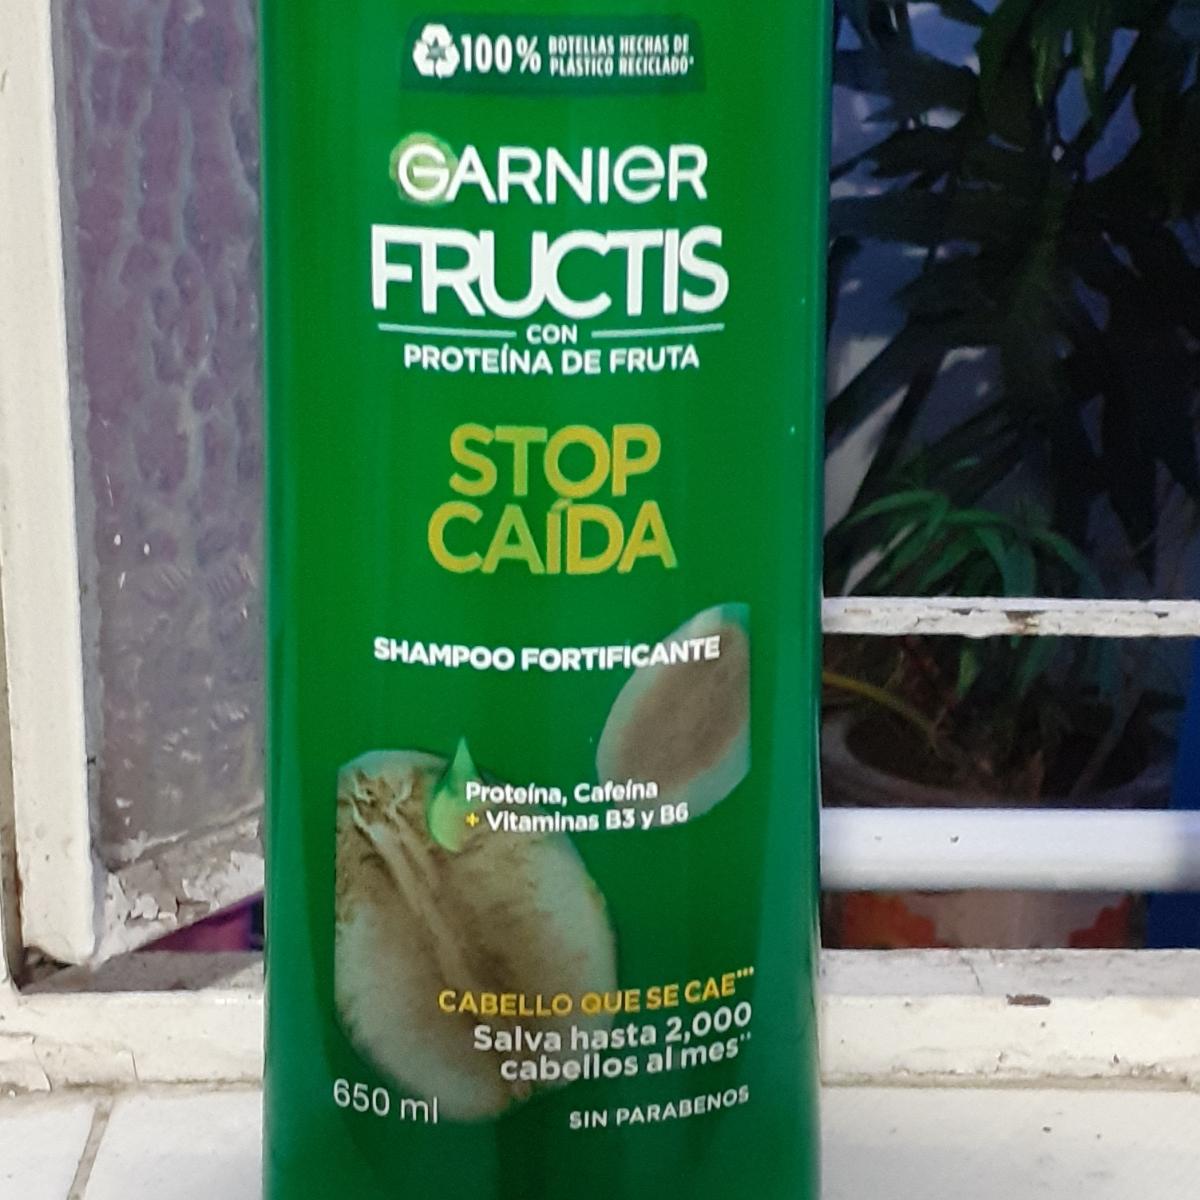 100% BOTELLAS HECHAS DE
PLÁSTICO RECICLADO*
GARNIER
FRUCTIS
CON
PROTEÍNA DE FRUTA
STOP
CAÍDA
SHAMPOO FORTIFICANTE
Proteína, Cafeína
+ Vitaminas B3 y B6
CABELLO QUE SE CAE***
Salva hasta 2,000
cabellos al mes**
650 ml
SIN PARABENOS